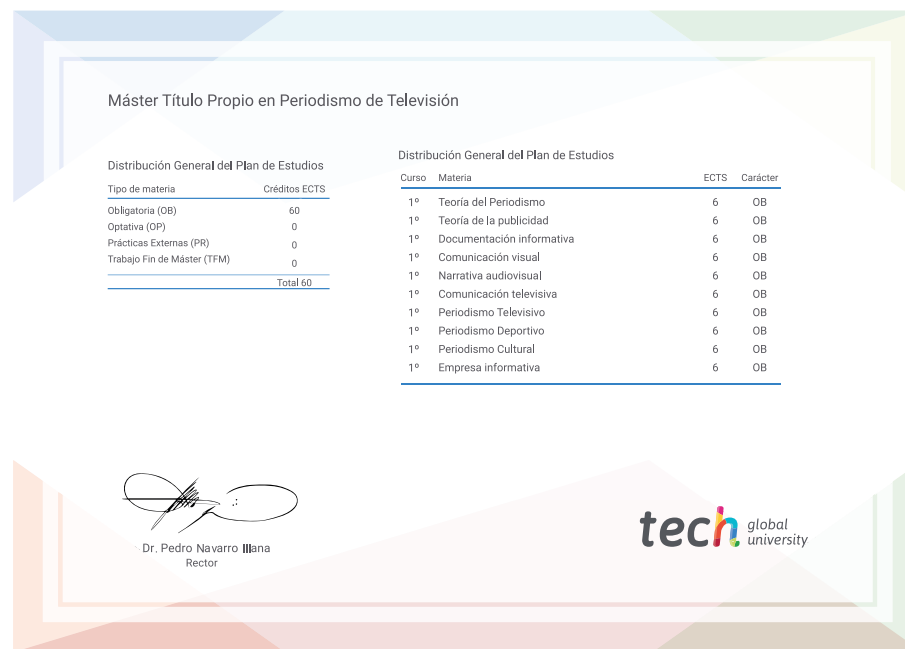 Máster Título Propio en Periodismo de Televisión
Distribución General del Plan de Estudios
Tipo de materia Créditos ECTS
Obligatoria (OB) 60
Optativa (OP) 0
Prácticas Externas (PR) 0
Trabajo Fin de Máster (TFM) 0
Total 60
Distribución General del Plan de Estudios
Curso Materia ECTS Carácter
1º Teoría del Periodismo 6 OB
1º Teoría de la publicidad 6 OB
1º Documentación informativa 6 OB
1º Comunicación visual 6 OB
1º Narrativa audiovisual 6 OB
1º Comunicación televisiva 6 OB
1º Periodismo Televisivo 6 OB
1º Periodismo Deportivo 6 OB
1º Periodismo Cultural 6 OB
1º Empresa informativa 6 OB
Dr. Pedro Navarro Illana
Rector
tech global university